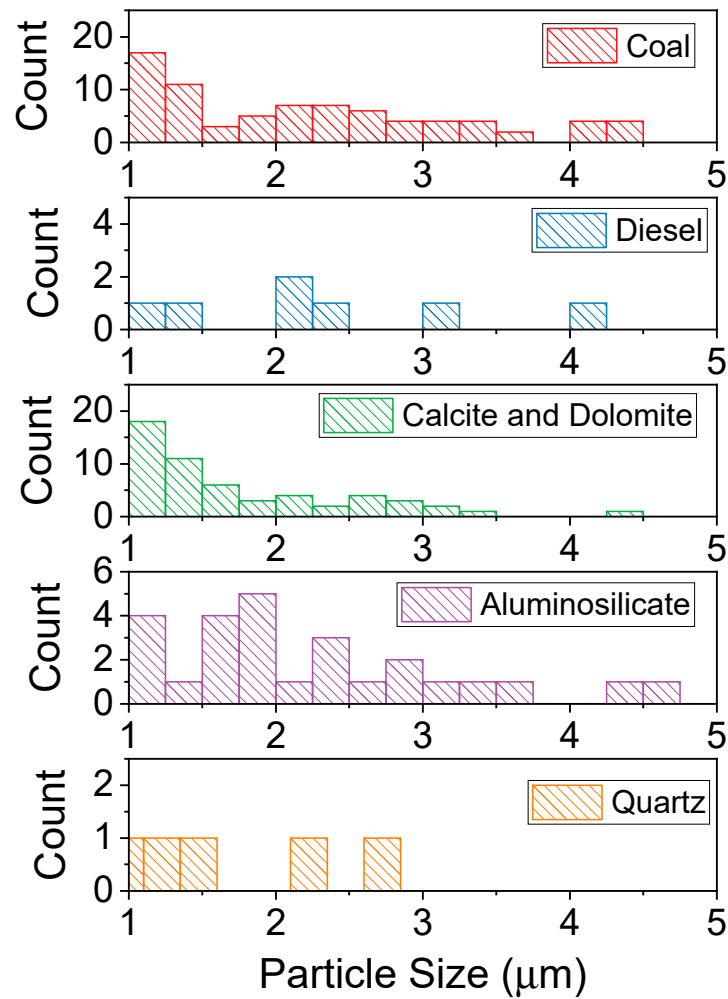 Count
20
10
0
Coal
1 2 3 4 5
Count
4
2
0
Diesel
1 2 3 4 5
Count
20
10
0
Calcite and Dolomite
1 2 3 4 5
Count
6
4
2
0
Aluminosilicate
1 2 3 4 5
Count
2
1
0
Quartz
1 2 3 4 5
Particle Size (μm)